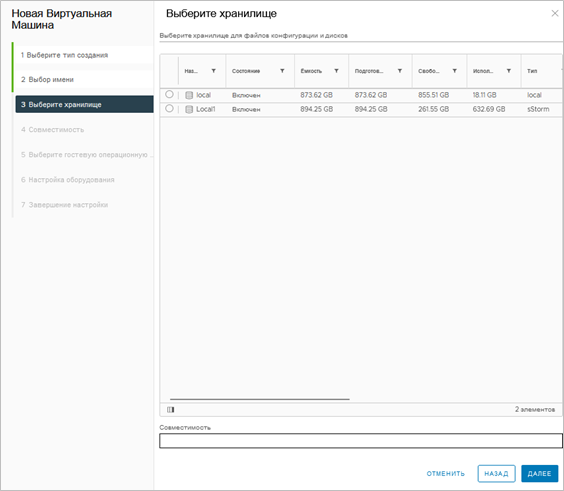 Новая Виртуальная
Машина
1 Выберите тип создания
2 Выбор имени
3 Выберите хранилище
4 Совместимость
5 Выберите гостевую операционную ...
6 Настройка оборудования
7 Завершение настройки
Выберите хранилище
Выберите хранилище для файлов конфигурации и дисков
Наз... Состояние Ёмкость Подготов... Свобо... Испол... Тип
local Включен 873.62 GB 873.62 GB 855.51 GB 18.11 GB local
Local1 Включен 894.25 GB 894.25 GB 261.55 GB 632.69 GB sStorm
2 элементов
Совместимость
ОТМЕНИТЬ НАЗАД ДАЛЕЕ